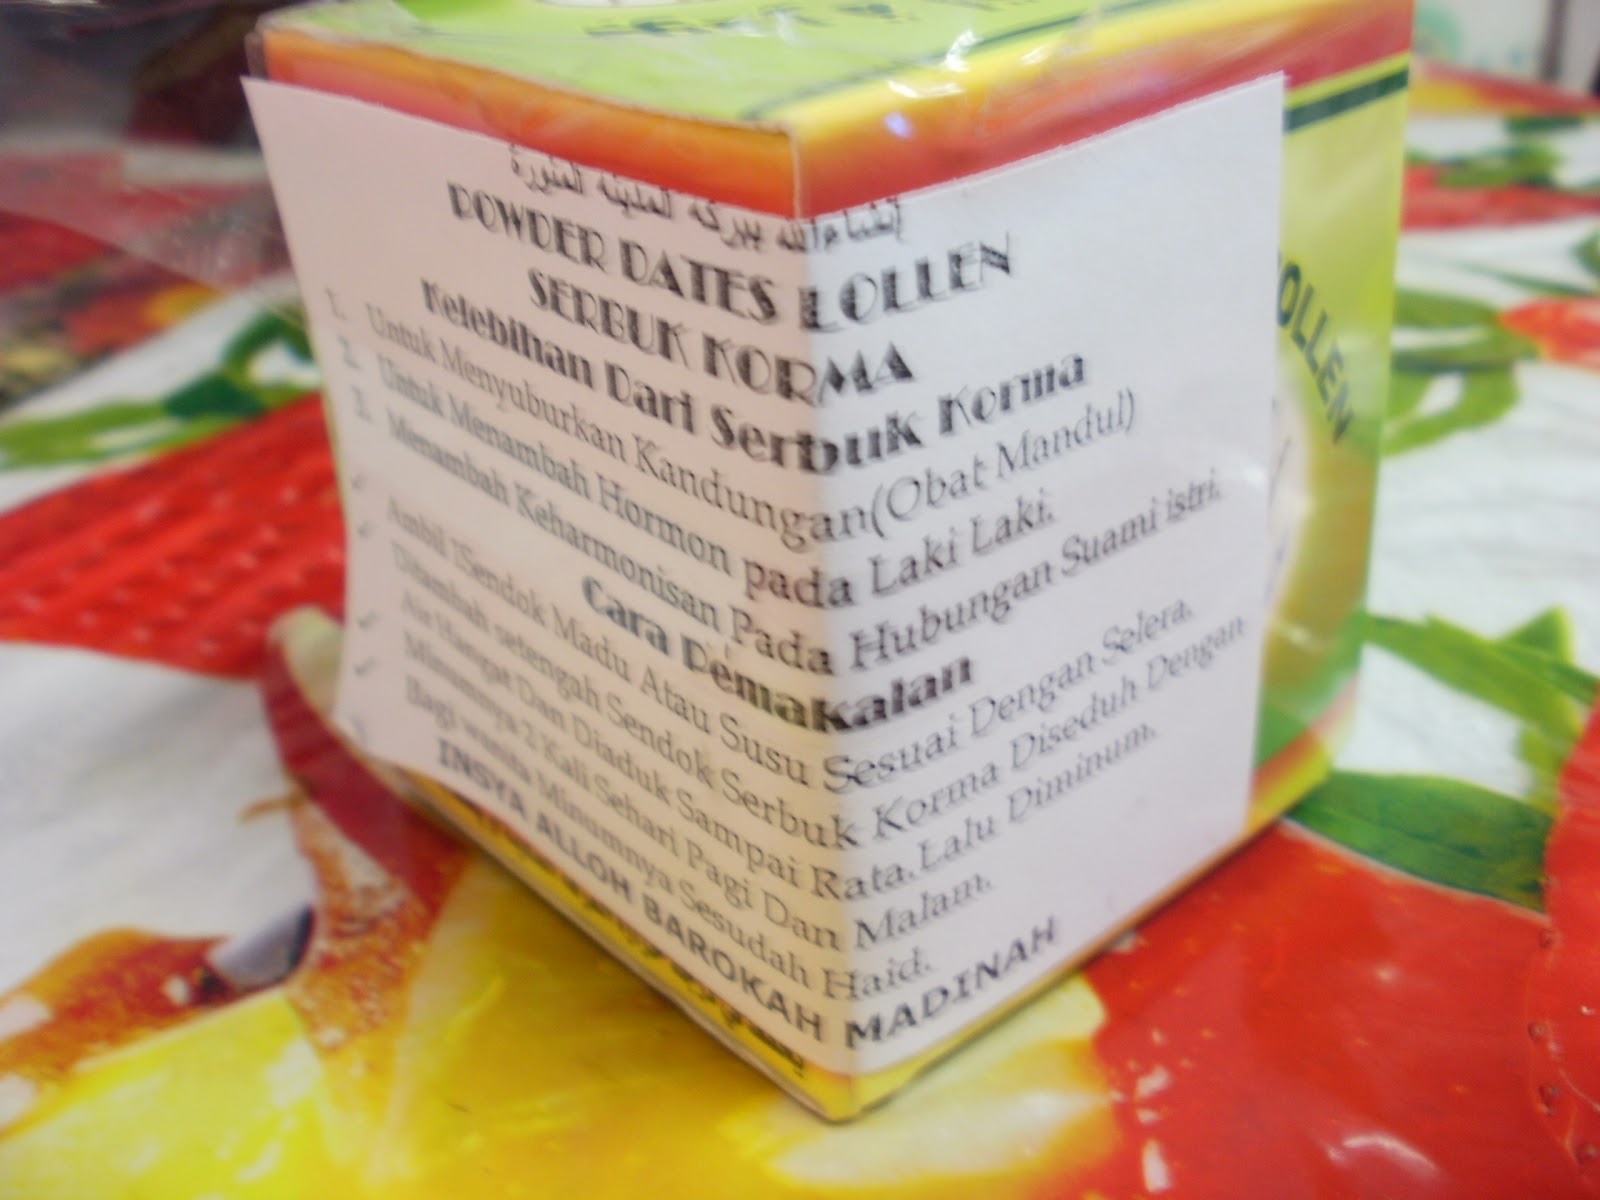 إنشاءالله ببركة المدينة المنورة
POWDER DATES LOLLEN
SERBUK KORMA
Kelebihan Dari Serbuk Korma
1. Untuk Menyuburkan Kandungan(Obat Mandul)
2. Untuk Menambah Hormon pada Laki Laki.
3. Menambah Keharmonisan Pada Hubungan Suami istri.
Cara Pemakaian
✓ Ambil 1Sendok Madu Atau Susu Sesuai Dengan Selera.
✓ Ditambah setengah Sendok Serbuk Korma Diseduh Dengan
Air Hangat Dan Diaduk Sampai Rata.Lalu Diminum.
✓ Minumnya 2 Kali Sehari Pagi Dan Malam.
✓ Bagi wanita Minumnya Sesudah Haid.
INSYA ALLOH BAROKAH MADINAH
OLLEN